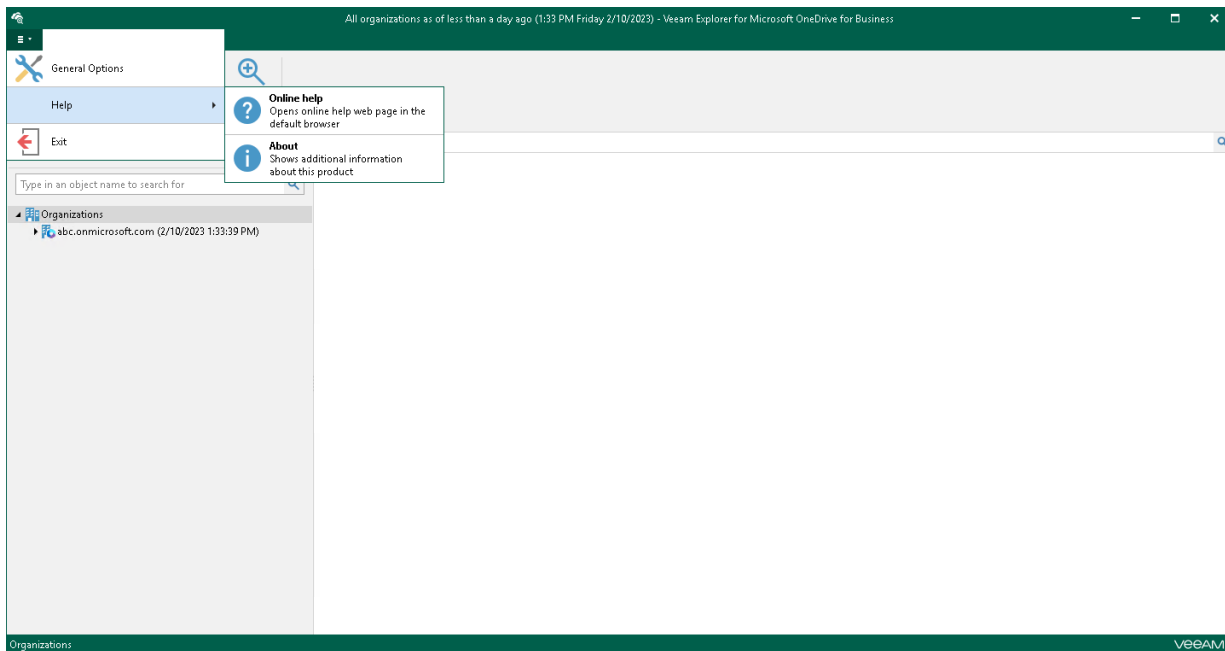 All organizations as of less than a day ago (1:33 PM Friday 2/10/2023) - Veeam Explorer for Microsoft OneDrive for Business
General Options
Help
Online help
Opens online help web page in the
default browser
Exit
About
Shows additional information
about this product
Type in an object name to search for
Organizations
abc.onmicrosoft.com (2/10/2023 1:33:39 PM)
Organizations
veeam